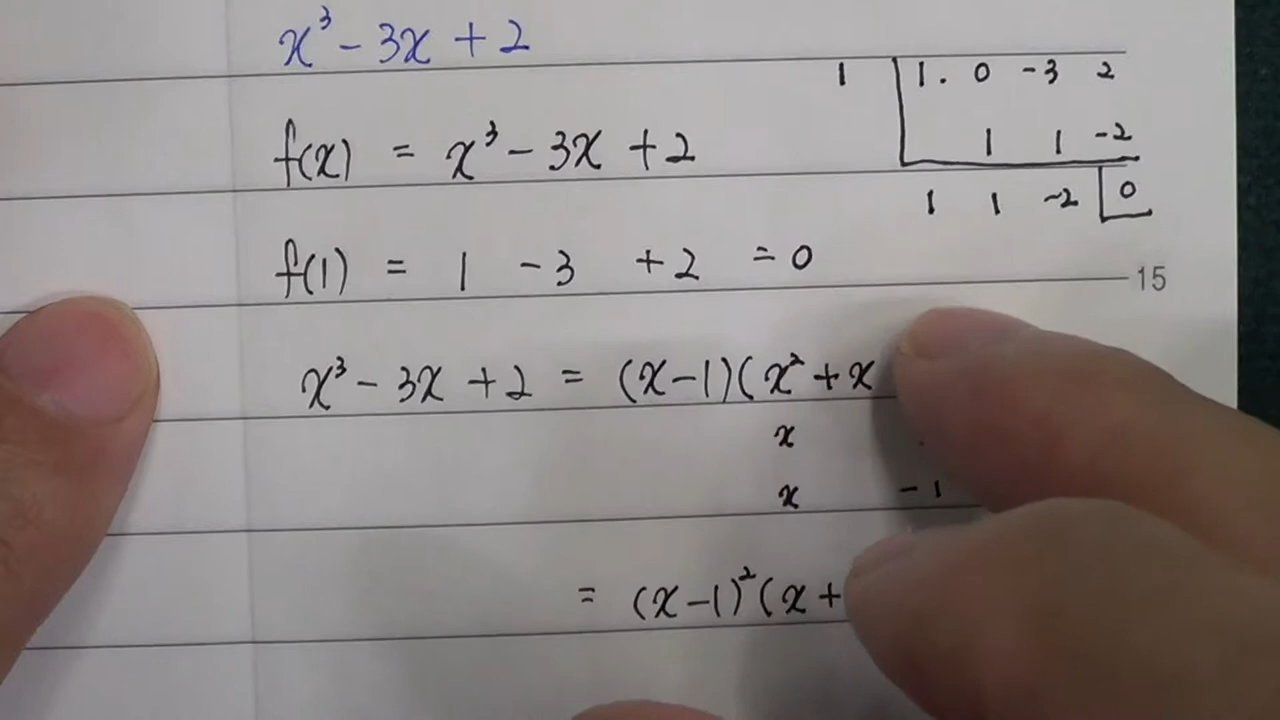 x³ - 3x + 2
1 | 1. 0 -3 2
f(x) = x³ - 3x + 2
1 1 -2
1 1 -2 0
f(1) = 1 - 3 + 2 = 0
15
x³ - 3x + 2 = (x-1)(x² + x
x
x -1
= (x-1)²(x+